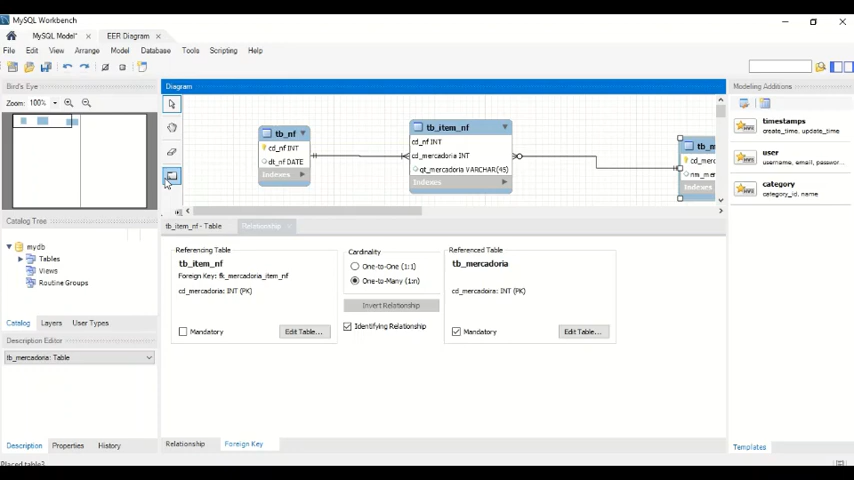 MySQL Workbench
MySQL Model* × EER Diagram ×
File Edit View Arrange Model Database Tools Scripting Help
Bird's Eye
Zoom: 100%
Diagram
tb_nf
cd_nf INT
dt_nf DATE
Indexes
tb_item_nf
cd_nf INT
cd_mercadoria INT
qt_mercadoria VARCHAR(45)
Indexes
tb_m
cd_merc
nm_mer
Indexes
Modeling Additions
timestamps
create_time, update_time
user
username, email, passwor...
category
category_id, name
Catalog Tree
mydb
Tables
Views
Routine Groups
Catalog Layers User Types
Description Editor
tb_mercadoria: Table
Description Properties History
tb_item_nf - Table Relationship ×
Referencing Table
tb_item_nf
Foreign Key: fk_mercadoria_item_nf
cd_mercadoria: INT (PK)
Mandatory Edit Table...
Cardinality
One-to-One (1:1)
One-to-Many (1:n)
Invert Relationship
Identifying Relationship
Referenced Table
tb_mercadoria
cd_mercadoira: INT (PK)
Mandatory Edit Table...
Relationship Foreign Key
Templates
Placed table3